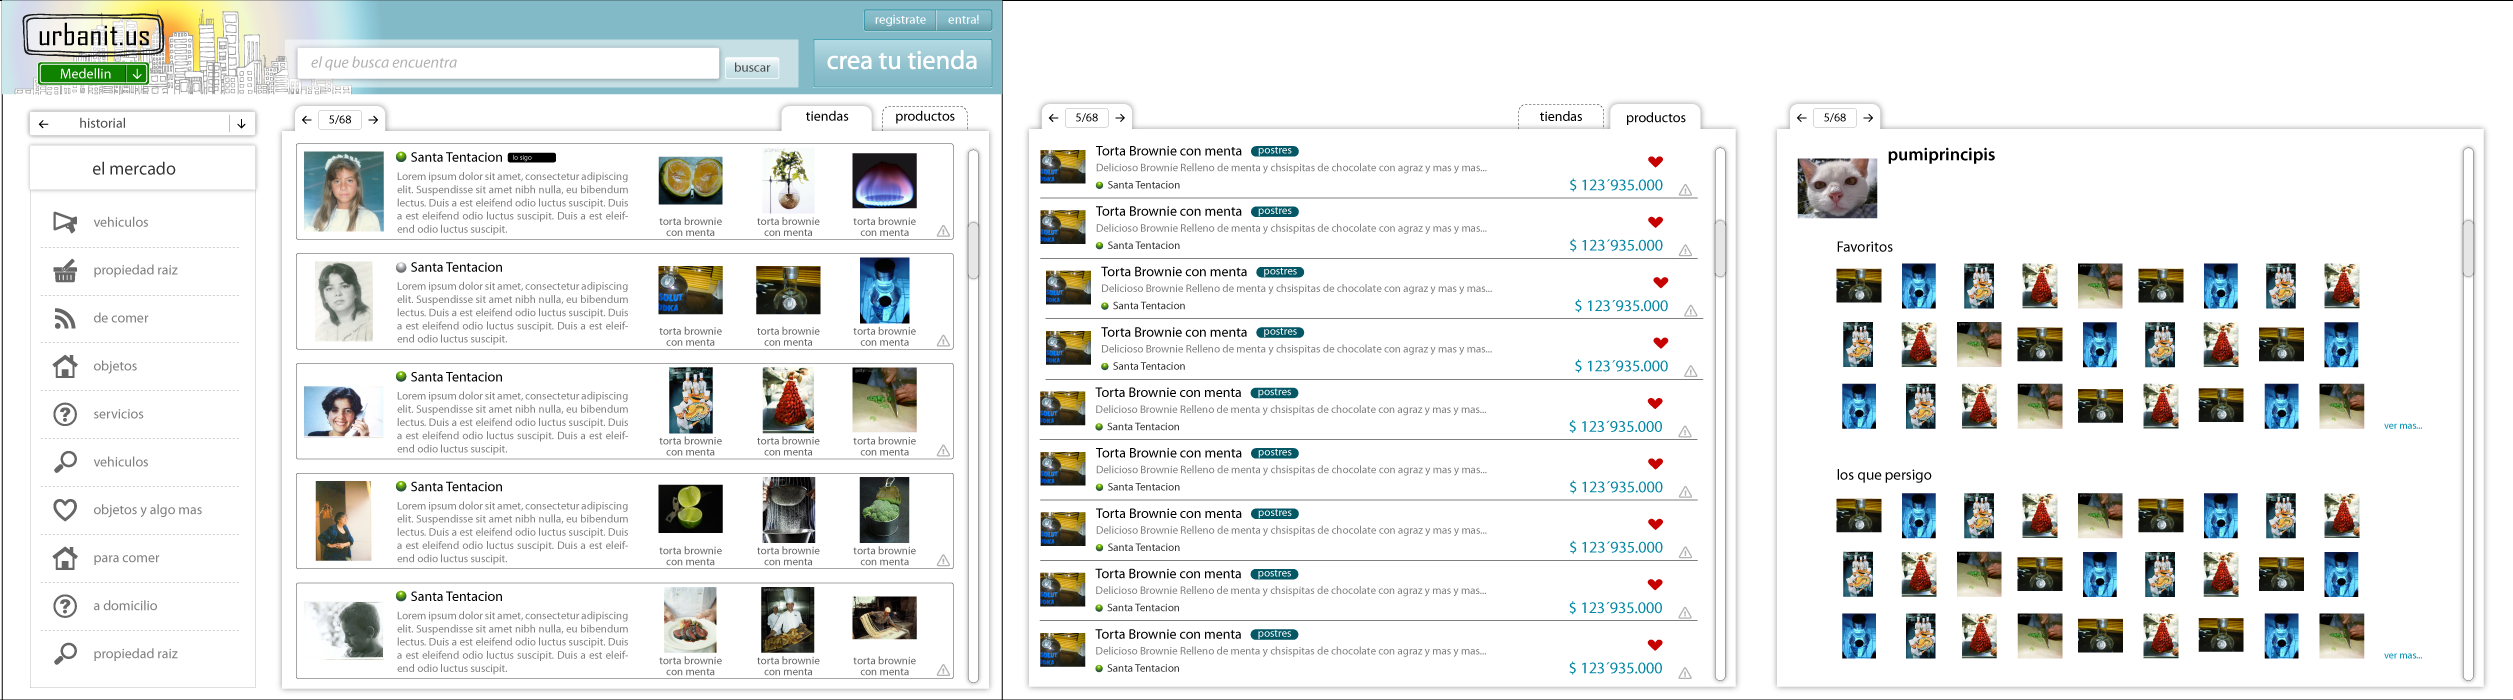 urbanit.us
Medellin
registrate
entra!
el que busca encuentra
buscar
crea tu tienda
historial
el mercado
vehiculos
propiedad raiz
de comer
objetos
servicios
vehiculos
objetos y algo mas
para comer
a domicilio
propiedad raiz
5/68
tiendas
productos
Santa Tentacion
lo sigo
Lorem ipsum dolor sit amet, consectetur adipiscing
elit. Suspendisse sit amet nibh nulla, eu bibendum
lectus. Duis a est eleifend odio luctus suscipit. Duis
a est eleifend odio luctus suscipit. Duis a est eleif-
end odio luctus suscipit.
torta brownie
con menta
torta brownie
con menta
torta brownie
con menta
Santa Tentacion
Lorem ipsum dolor sit amet, consectetur adipiscing
elit. Suspendisse sit amet nibh nulla, eu bibendum
lectus. Duis a est eleifend odio luctus suscipit. Duis
a est eleifend odio luctus suscipit. Duis a est eleif-
end odio luctus suscipit.
torta brownie
con menta
torta brownie
con menta
torta brownie
con menta
Santa Tentacion
Lorem ipsum dolor sit amet, consectetur adipiscing
elit. Suspendisse sit amet nibh nulla, eu bibendum
lectus. Duis a est eleifend odio luctus suscipit. Duis
a est eleifend odio luctus suscipit. Duis a est eleif-
end odio luctus suscipit.
torta brownie
con menta
torta brownie
con menta
torta brownie
con menta
Santa Tentacion
Lorem ipsum dolor sit amet, consectetur adipiscing
elit. Suspendisse sit amet nibh nulla, eu bibendum
lectus. Duis a est eleifend odio luctus suscipit. Duis
a est eleifend odio luctus suscipit. Duis a est eleif-
end odio luctus suscipit.
torta brownie
con menta
torta brownie
con menta
torta brownie
con menta
Santa Tentacion
Lorem ipsum dolor sit amet, consectetur adipiscing
elit. Suspendisse sit amet nibh nulla, eu bibendum
lectus. Duis a est eleifend odio luctus suscipit. Duis
a est eleifend odio luctus suscipit. Duis a est eleif-
end odio luctus suscipit.
torta brownie
con menta
torta brownie
con menta
torta brownie
con menta
5/68
tiendas
productos
Torta Brownie con menta postres
Delicioso Brownie Relleno de menta y chsispitas de chocolate con agraz y mas y mas...
Santa Tentacion
$ 123´935.000
Torta Brownie con menta postres
Delicioso Brownie Relleno de menta y chsispitas de chocolate con agraz y mas y mas...
Santa Tentacion
$ 123´935.000
Torta Brownie con menta postres
Delicioso Brownie Relleno de menta y chsispitas de chocolate con agraz y mas y mas...
Santa Tentacion
$ 123´935.000
Torta Brownie con menta postres
Delicioso Brownie Relleno de menta y chsispitas de chocolate con agraz y mas y mas...
Santa Tentacion
$ 123´935.000
Torta Brownie con menta postres
Delicioso Brownie Relleno de menta y chsispitas de chocolate con agraz y mas y mas...
Santa Tentacion
$ 123´935.000
Torta Brownie con menta postres
Delicioso Brownie Relleno de menta y chsispitas de chocolate con agraz y mas y mas...
Santa Tentacion
$ 123´935.000
Torta Brownie con menta postres
Delicioso Brownie Relleno de menta y chsispitas de chocolate con agraz y mas y mas...
Santa Tentacion
$ 123´935.000
Torta Brownie con menta postres
Delicioso Brownie Relleno de menta y chsispitas de chocolate con agraz y mas y mas...
Santa Tentacion
$ 123´935.000
Torta Brownie con menta postres
Delicioso Brownie Relleno de menta y chsispitas de chocolate con agraz y mas y mas...
Santa Tentacion
$ 123´935.000
5/68
pumiprincipis
Favoritos
ver mas...
los que persigo
ver mas...